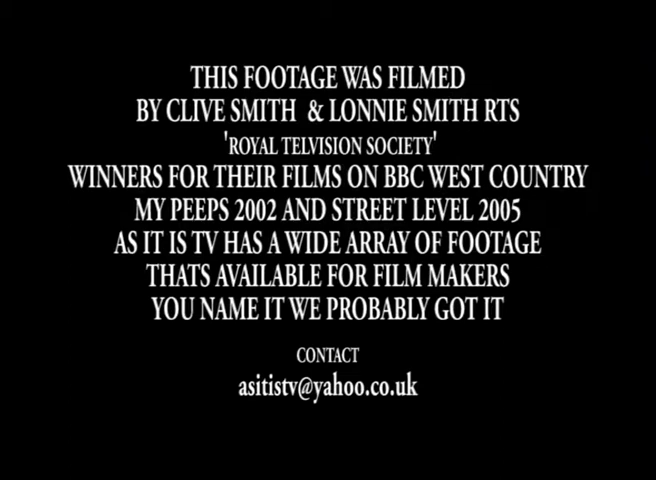 THIS FOOTAGE WAS FILMED
BY CLIVE SMITH & LONNIE SMITH RTS
'ROYAL TELVISION SOCIETY'
WINNERS FOR THEIR FILMS ON BBC WEST COUNTRY
MY PEEPS 2002 AND STREET LEVEL 2005
AS IT IS TV HAS A WIDE ARRAY OF FOOTAGE
THATS AVAILABLE FOR FILM MAKERS
YOU NAME IT WE PROBABLY GOT IT
CONTACT
asitistv@yahoo.co.uk